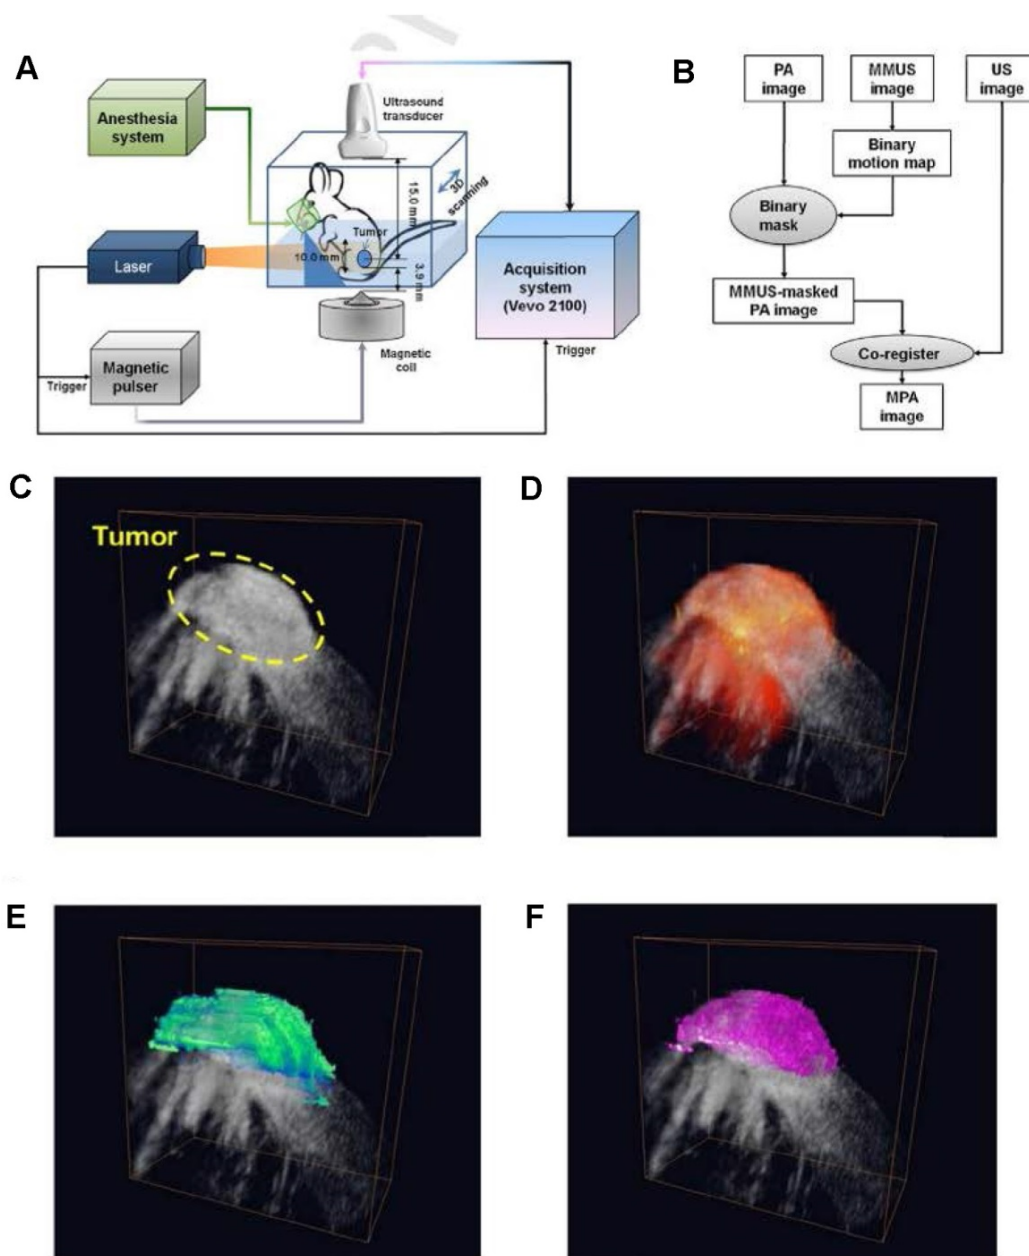 A
Anesthesia
system
Ultrasound
transducer
15.0 mm
3D
scanning
Tumor
10.0 mm
3.9 mm
Laser
Acquisition
system
(Vevo 2100)
Magnetic
coil
Trigger
Magnetic
pulser
Trigger
B
PA
image
MMUS
image
US
image
Binary
motion map
Binary
mask
MMUS-masked
PA image
Co-register
MPA
image
C
Tumor
D
E
F